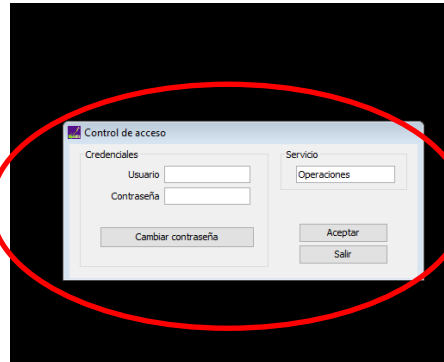 Control de acceso
Credenciales
Usuario
Contraseña
Cambiar contraseña
Servicio
Operaciones
Aceptar
Salir